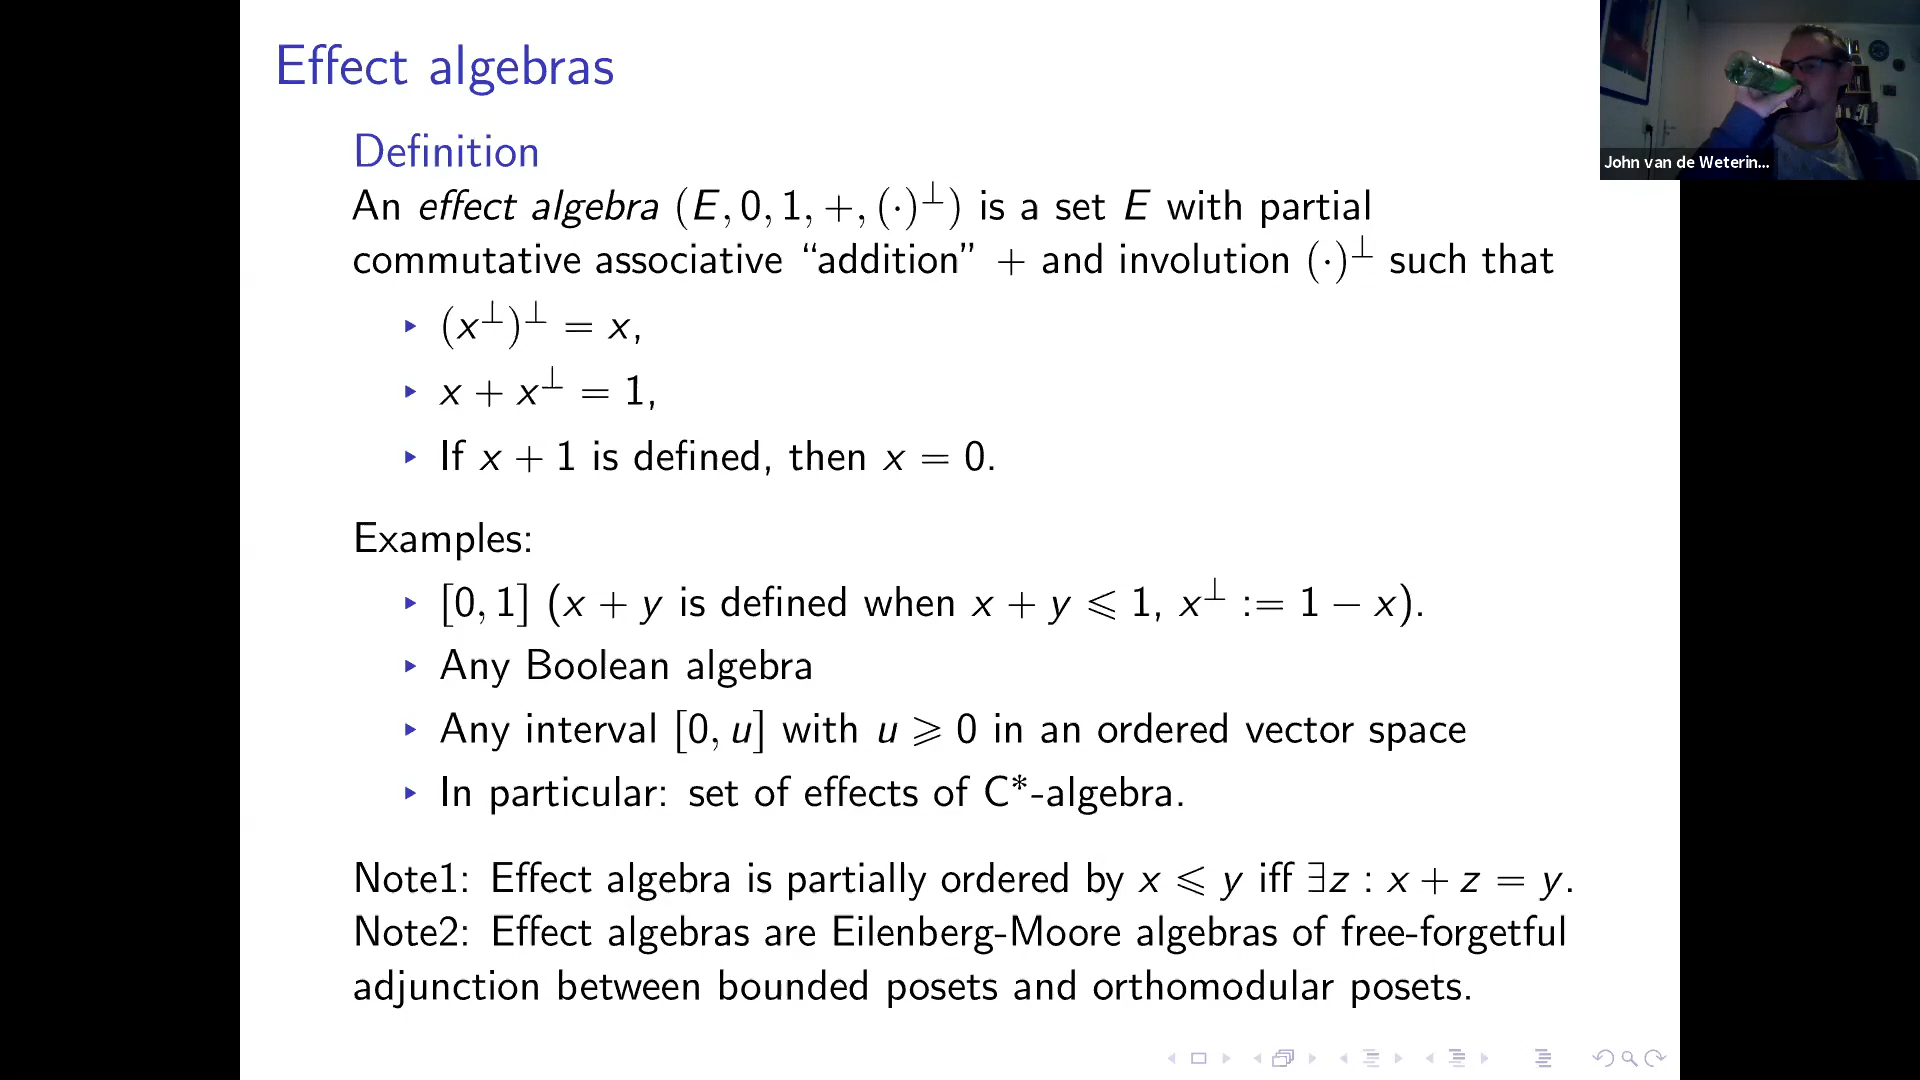 Effect algebras
John van deWeterin...
Definition
An effect algebra (E, 0, 1, +, (·)⊥) is a set E with partial
commutative associative “addition” + and involution (·)⊥ such that
▸ (x⊥)⊥ = x,
▸ x + x⊥ = 1,
▸ If x + 1 is defined, then x = 0.
Examples:
▸ [0, 1] (x + y is defined when x + y ⩽ 1, x⊥ := 1 − x).
▸ Any Boolean algebra
▸ Any interval [0, u] with u ⩾ 0 in an ordered vector space
▸ In particular: set of effects of C*-algebra.
Note1: Effect algebra is partially ordered by x ⩽ y iff ∃z : x + z = y.
Note2: Effect algebras are Eilenberg-Moore algebras of free-forgetful
adjunction between bounded posets and orthomodular posets.